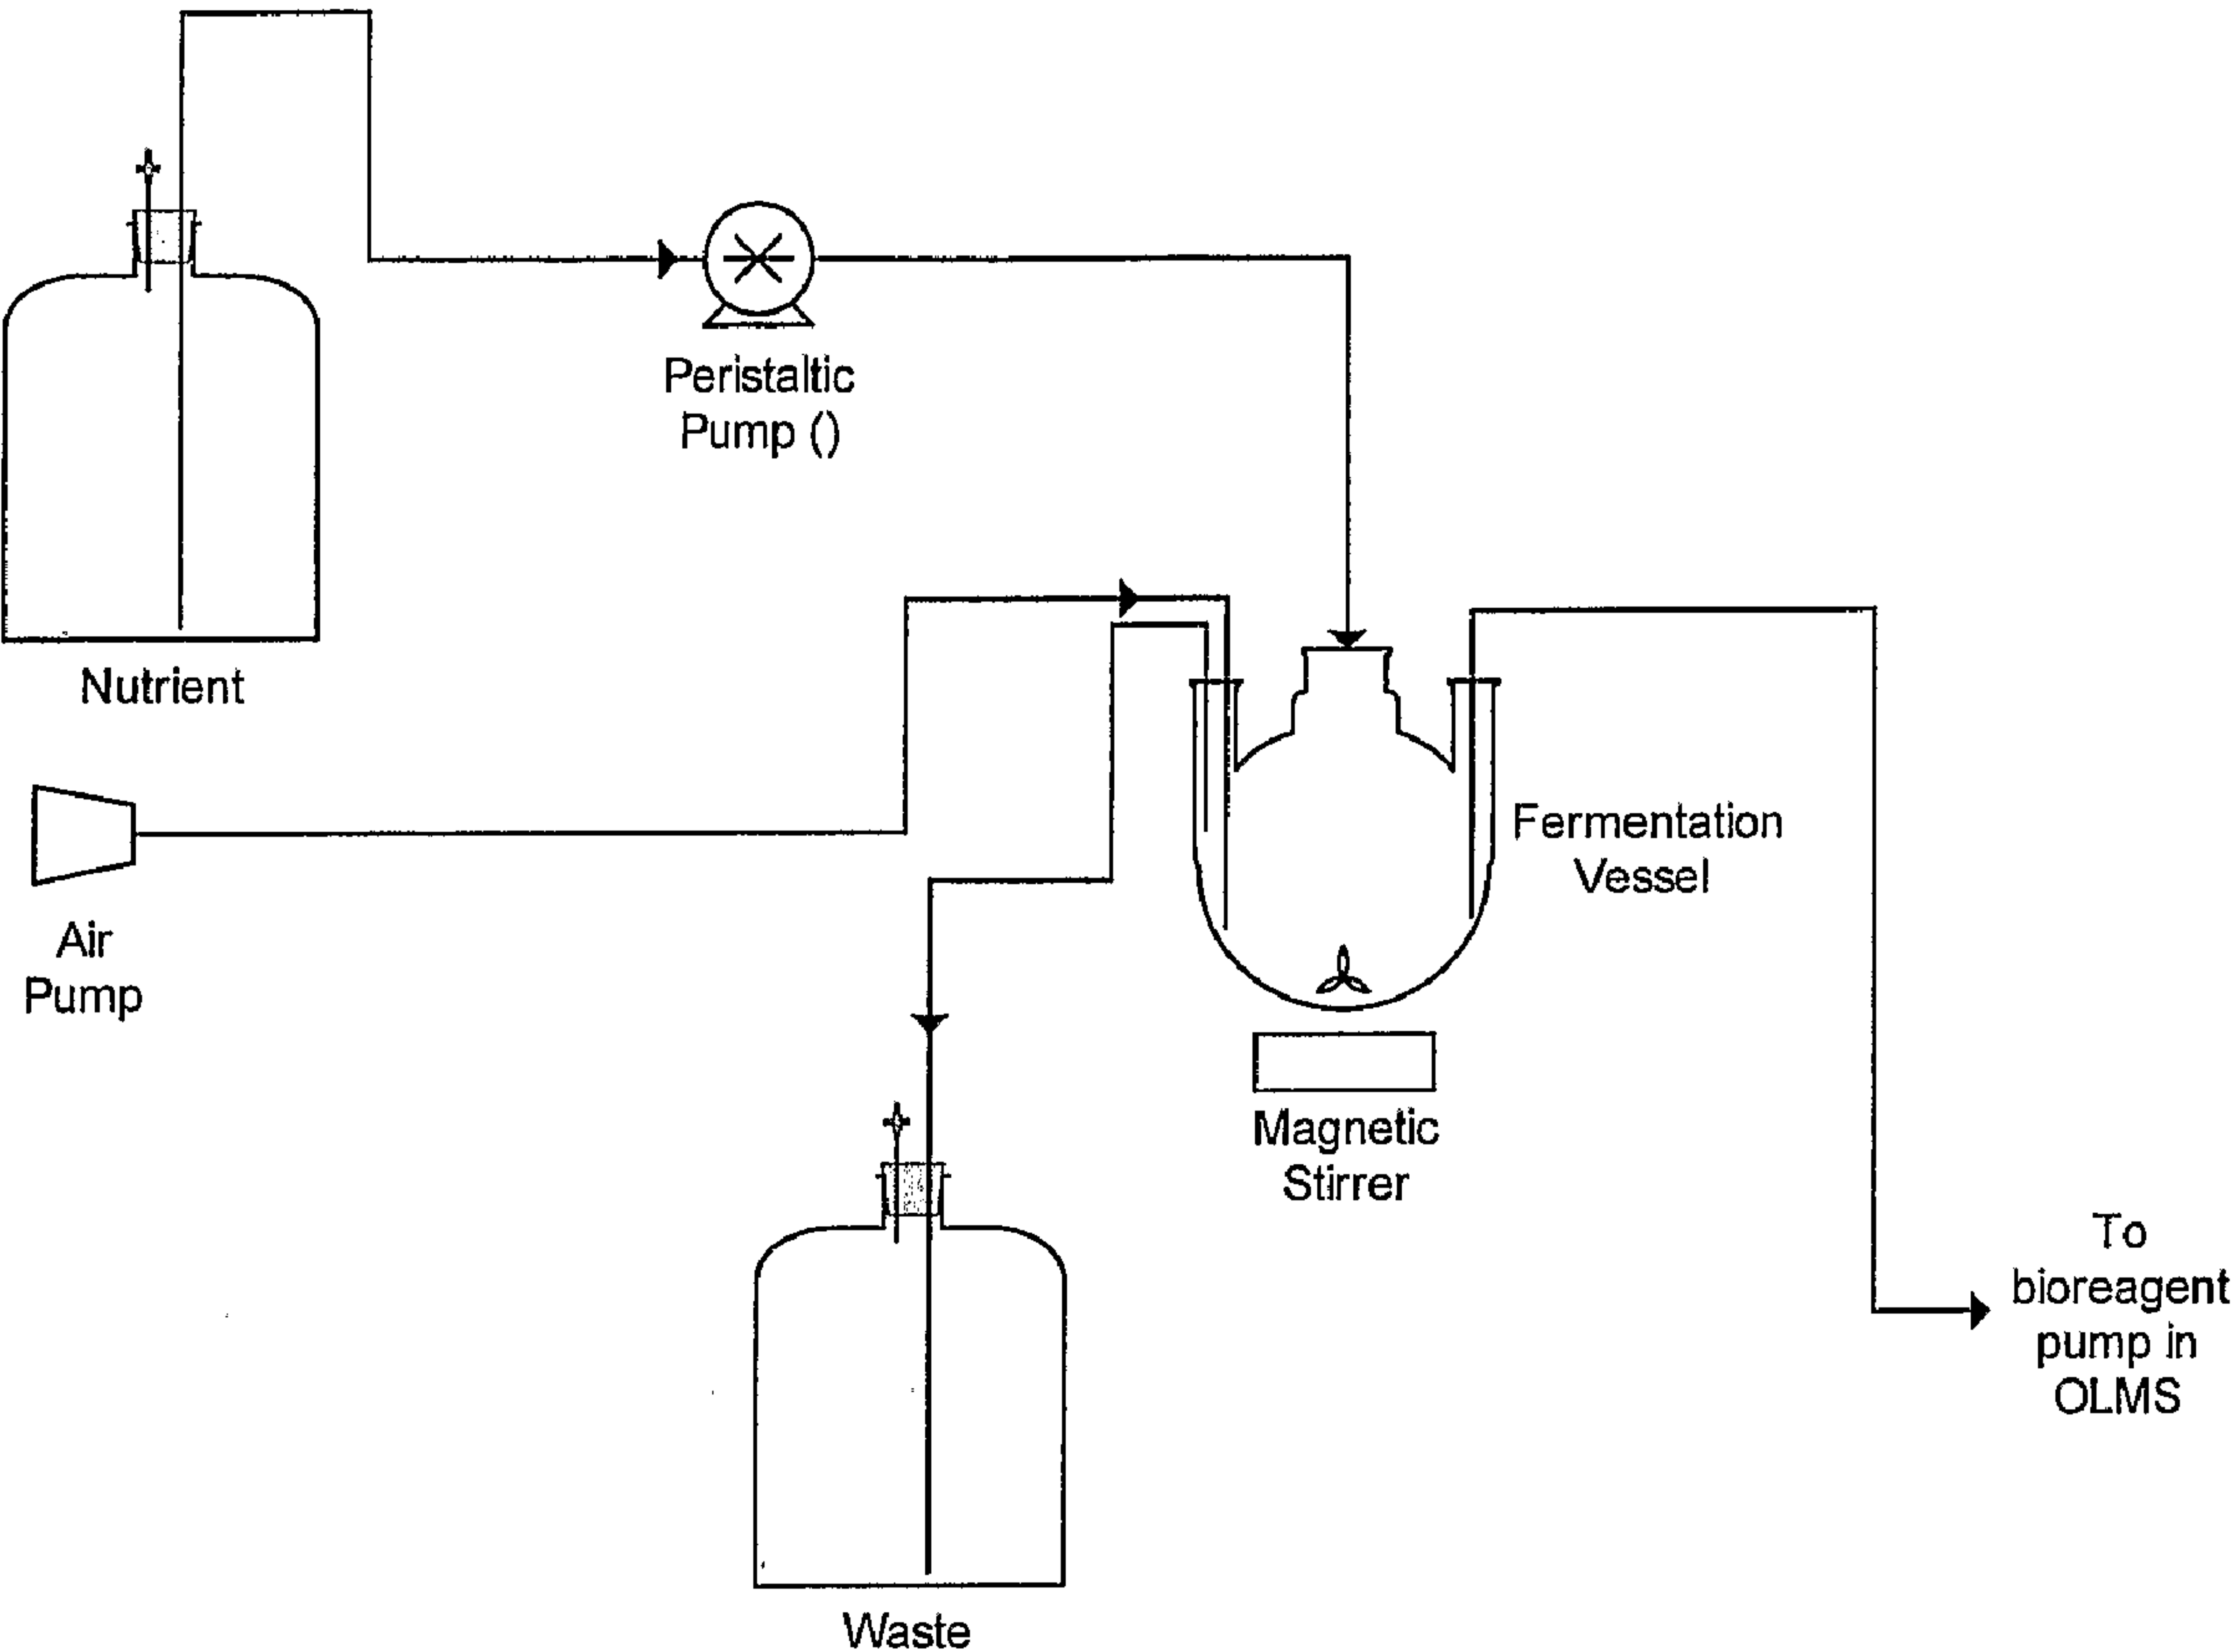 Peristaltic
Pump ()
Nutrient
Fermentation
Vessel
Air
Pump
Magnetic
Stirrer
To
bioreagent
pump in
OLMS
Waste